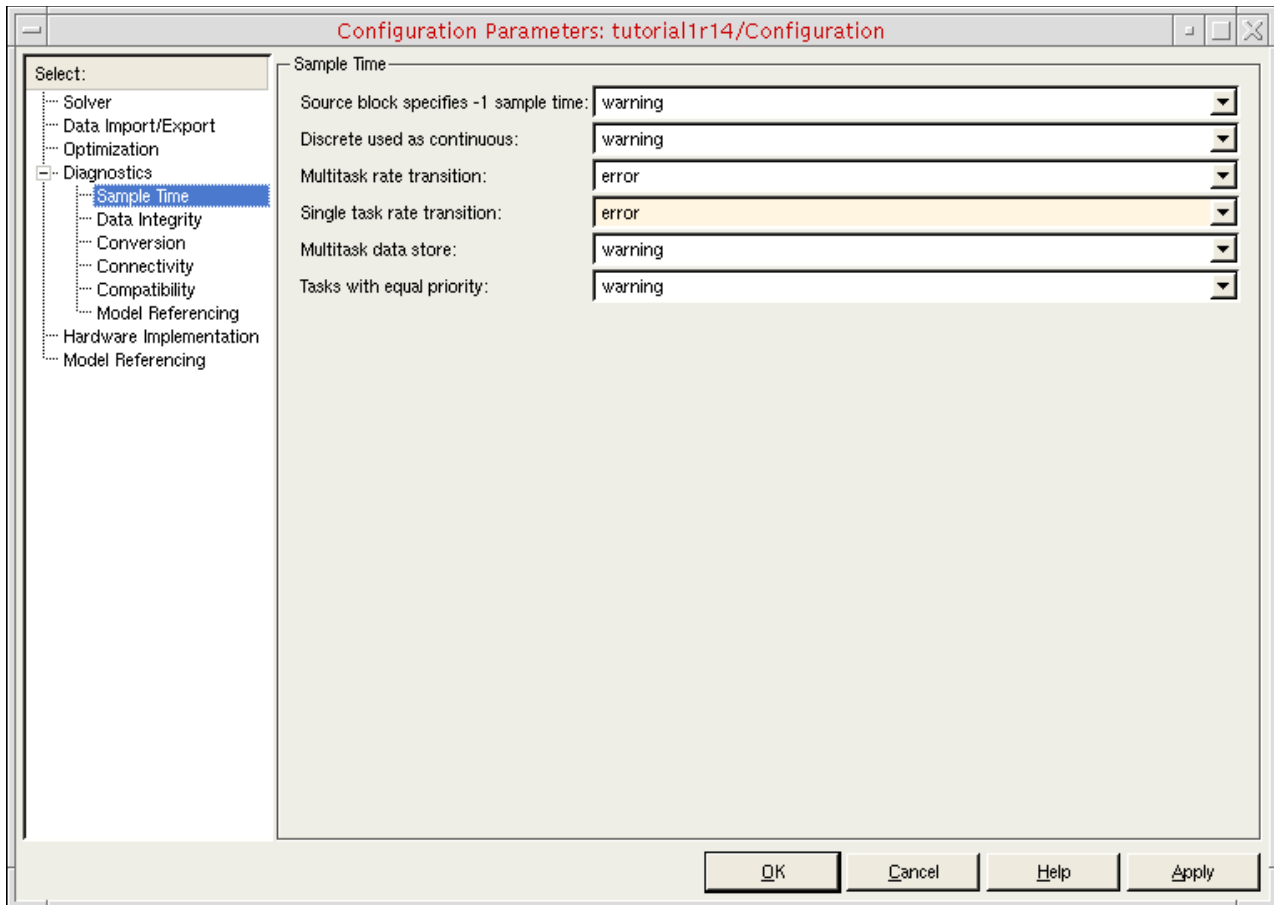 Configuration Parameters: tutorial1r14/Configuration
Select:
Solver
Data Import/Export
Optimization
Diagnostics
Sample Time
Data Integrity
Conversion
Connectivity
Compatibility
Model Referencing
Hardware Implementation
Model Referencing
Sample Time
Source block specifies -1 sample time: warning
Discrete used as continuous: warning
Multitask rate transition: error
Single task rate transition: error
Multitask data store: warning
Tasks with equal priority: warning
OK Cancel Help Apply